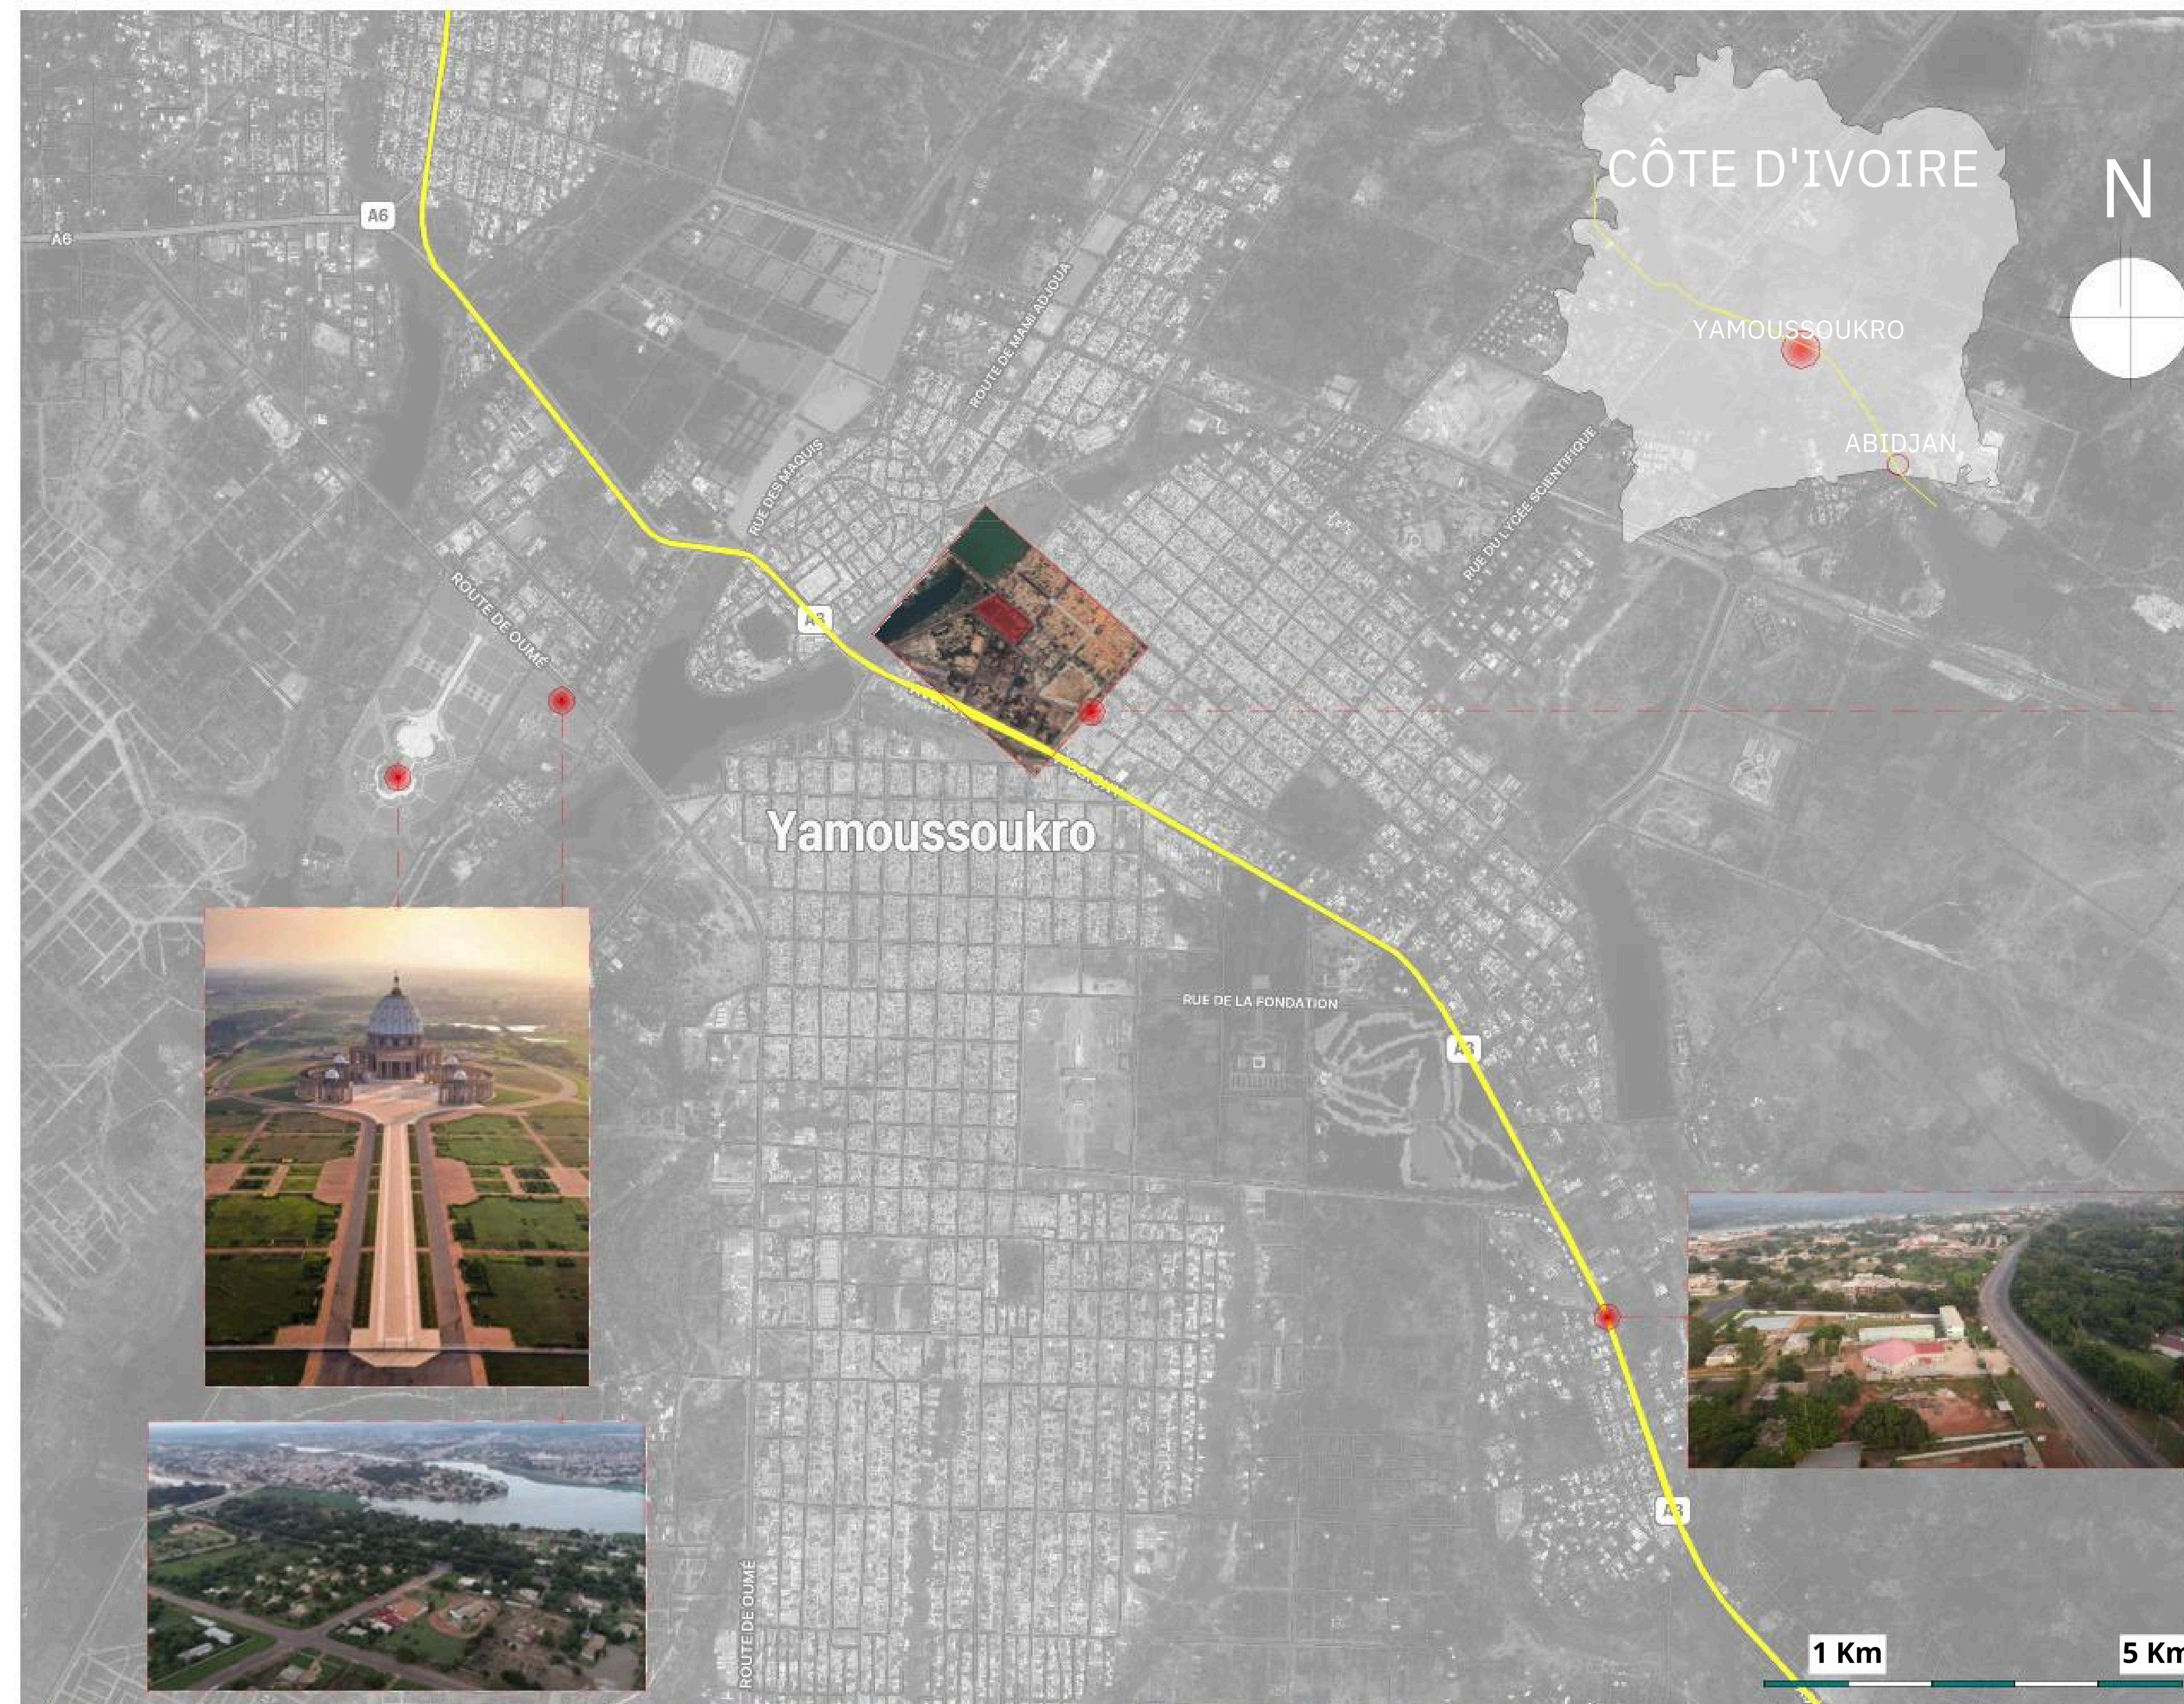 CÔTE D'IVOIRE
N
A6
A6
ROUTE DE MAMI ADJOUA
YAMOUSSOUKRO
ABIDJAN
RUE DES MAQUIS
RUE DU LYCÉE SCIENTIFIQUE
ROUTE DE OUMÉ
A3
Yamoussoukro
RUE DE LA FONDATION
A3
A3
ROUTE DE OUMÉ
1 Km
5 Km